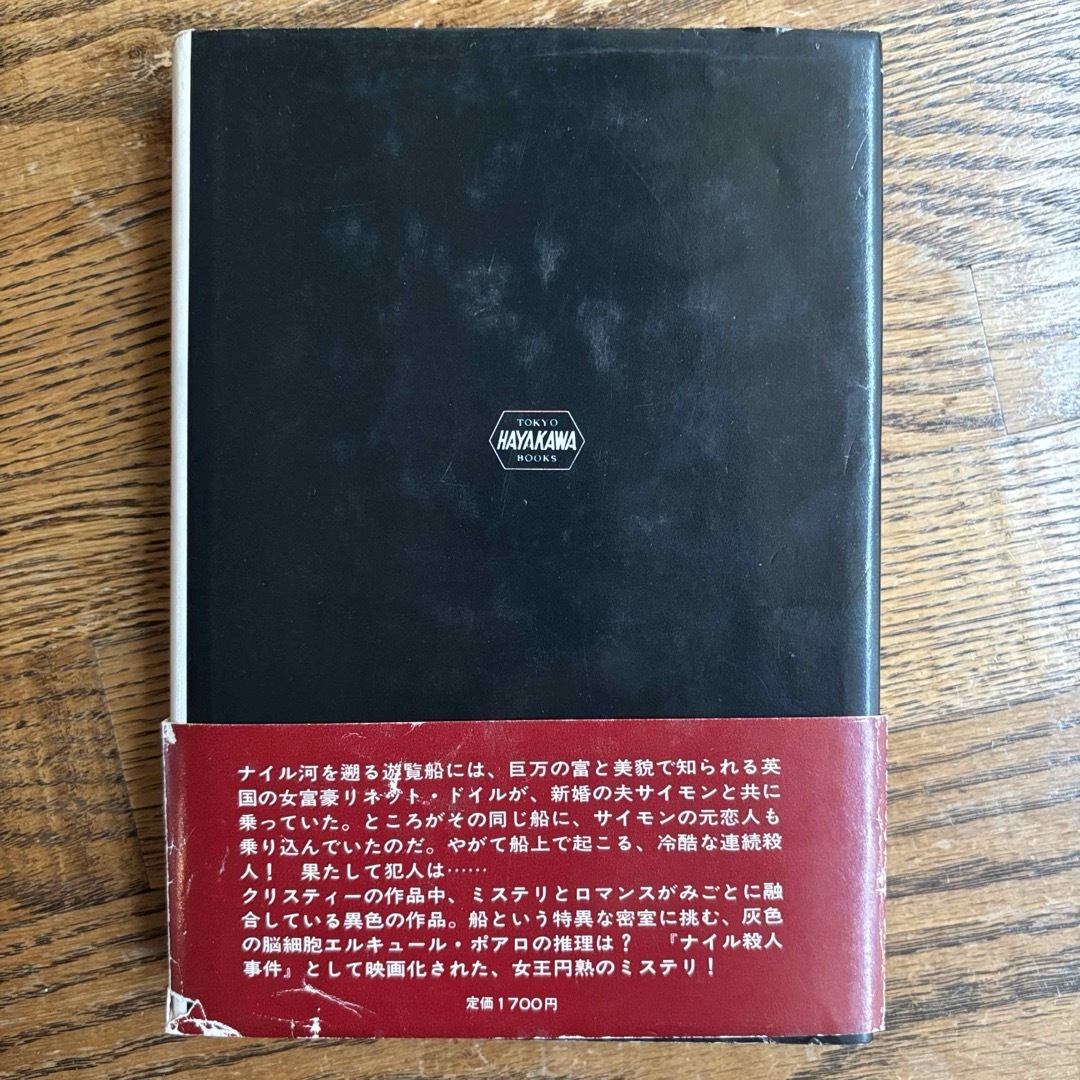 TOKYO
HAYAKAWA
BOOKS
ナイル河を遡る遊覧船には、巨万の富と美貌で知られる英
国の女富豪リネット・ドイルが、新婚の夫サイモンと共に
乗っていた。ところがその同じ船に、サイモンの元恋人も
乗り込んでいたのだ。やがて船上で起こる、冷酷な連続殺
人！　果たして犯人は……
クリスティーの作品中、ミステリとロマンスがみごとに融
合している異色の作品。船という特異な密室に挑む、灰色
の脳細胞エルキュール・ポアロの推理は？　『ナイル殺人
事件』として映画化された、女王円熟のミステリ！
定価1700円